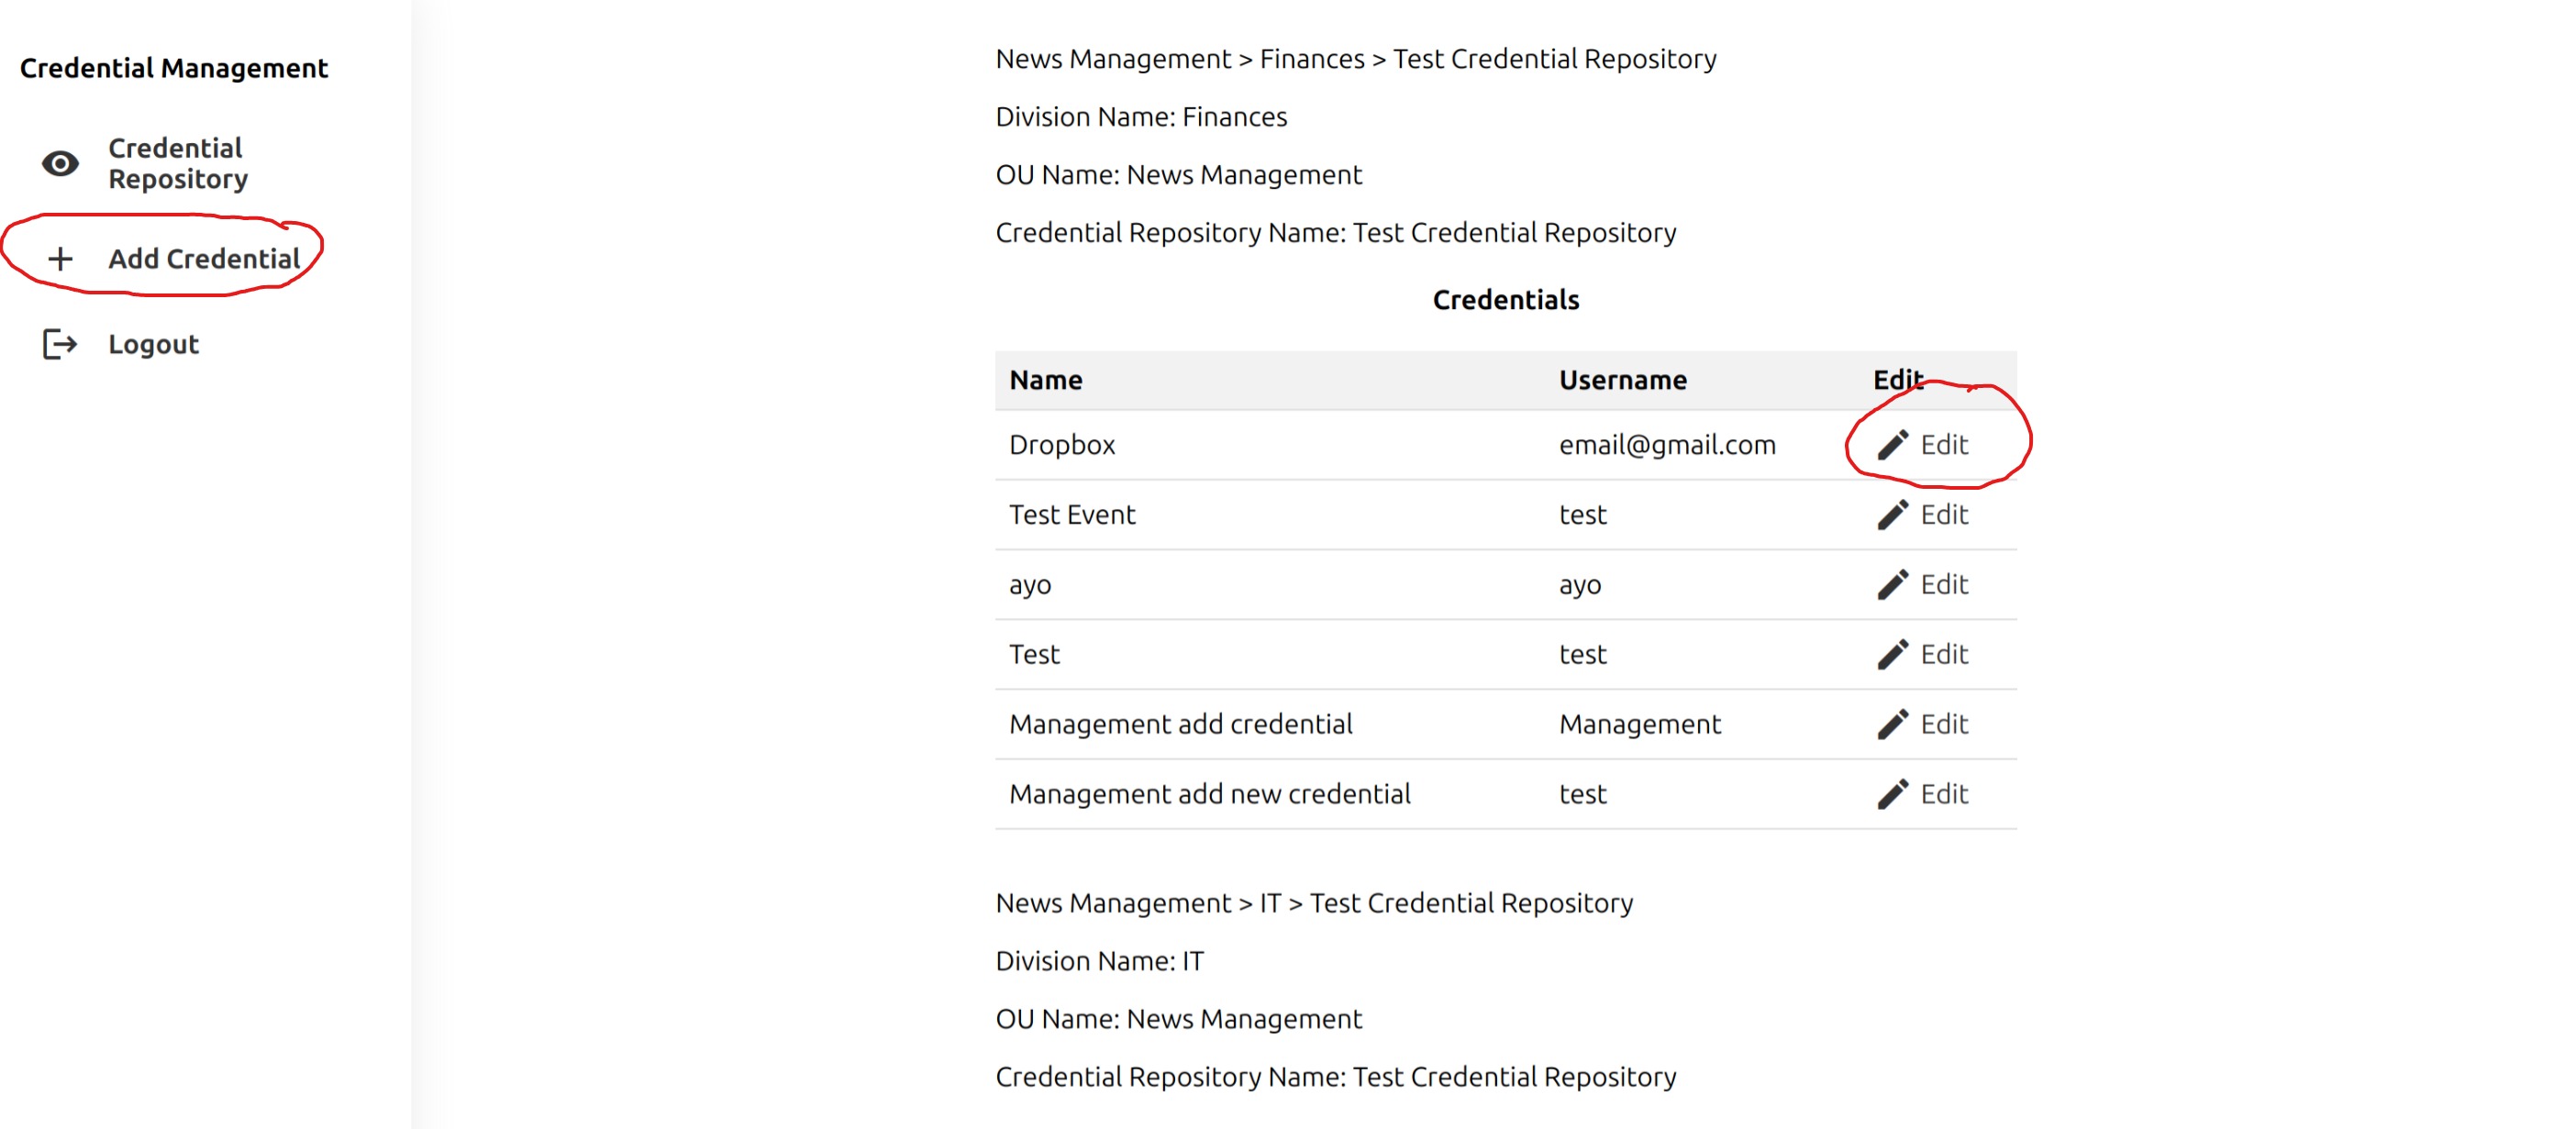 Credential Management
Credential
Repository
Add Credential
Logout
News Management > Finances > Test Credential Repository
Division Name: Finances
OU Name: News Management
Credential Repository Name: Test Credential Repository
Credentials
Name Username Edit
Dropbox email@gmail.com Edit
Test Event test Edit
ayo ayo Edit
Test test Edit
Management add credential Management Edit
Management add new credential test Edit
News Management > IT > Test Credential Repository
Division Name: IT
OU Name: News Management
Credential Repository Name: Test Credential Repository